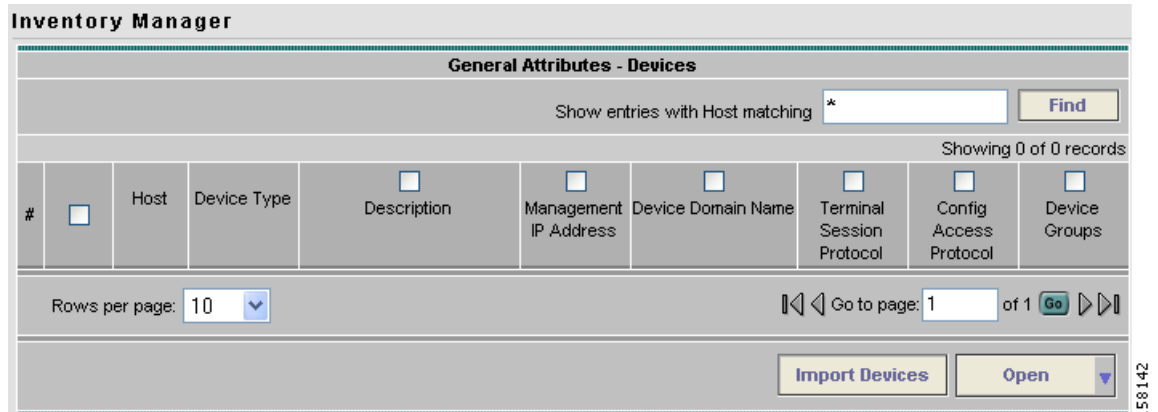 Inventory Manager
General Attributes - Devices
Show entries with Host matching * Find
Showing 0 of 0 records
# Host Device Type Description Management IP Address Device Domain Name Terminal Session Protocol Config Access Protocol Device Groups
Rows per page: 10 Go to page: 1 of 1 Go
Import Devices Open
58142